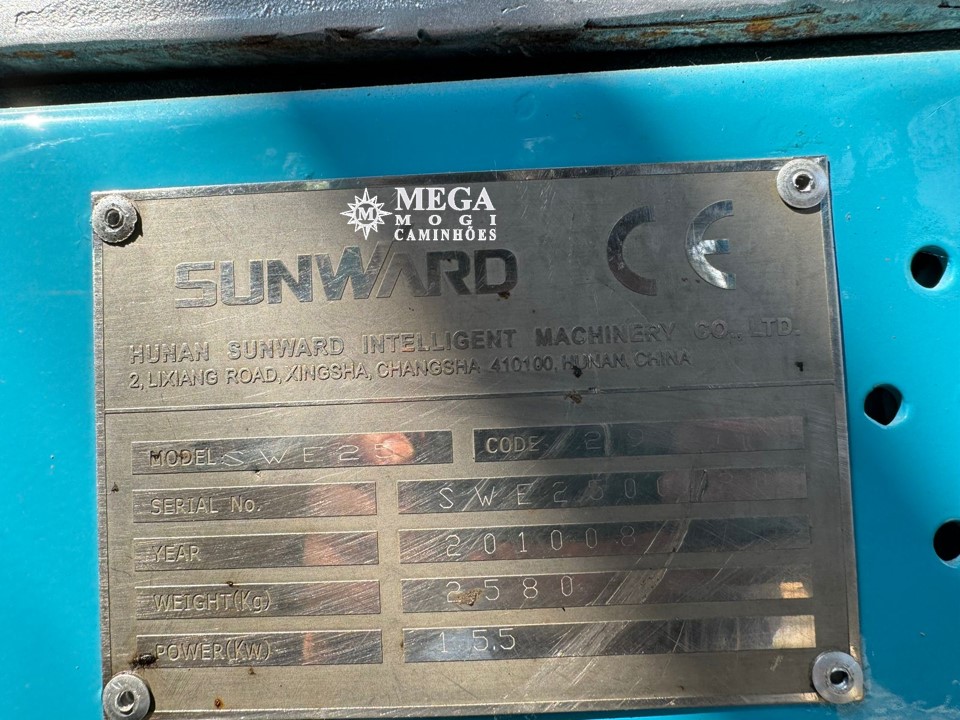 MEGA
M
MOGI
CAMINHÕES
SUNWARD
CE
HUNAN SUNWARD INTELLIGENT MACHINERY CO., LTD.
2, LIXIANG ROAD, XINGSHA, CHANGSHA 410100, HUNAN, CHINA
MODEL SWE25 CODE
SERIAL No.
YEAR 201008
WEIGHT(Kg) 2580
POWER(Kw) 15.5